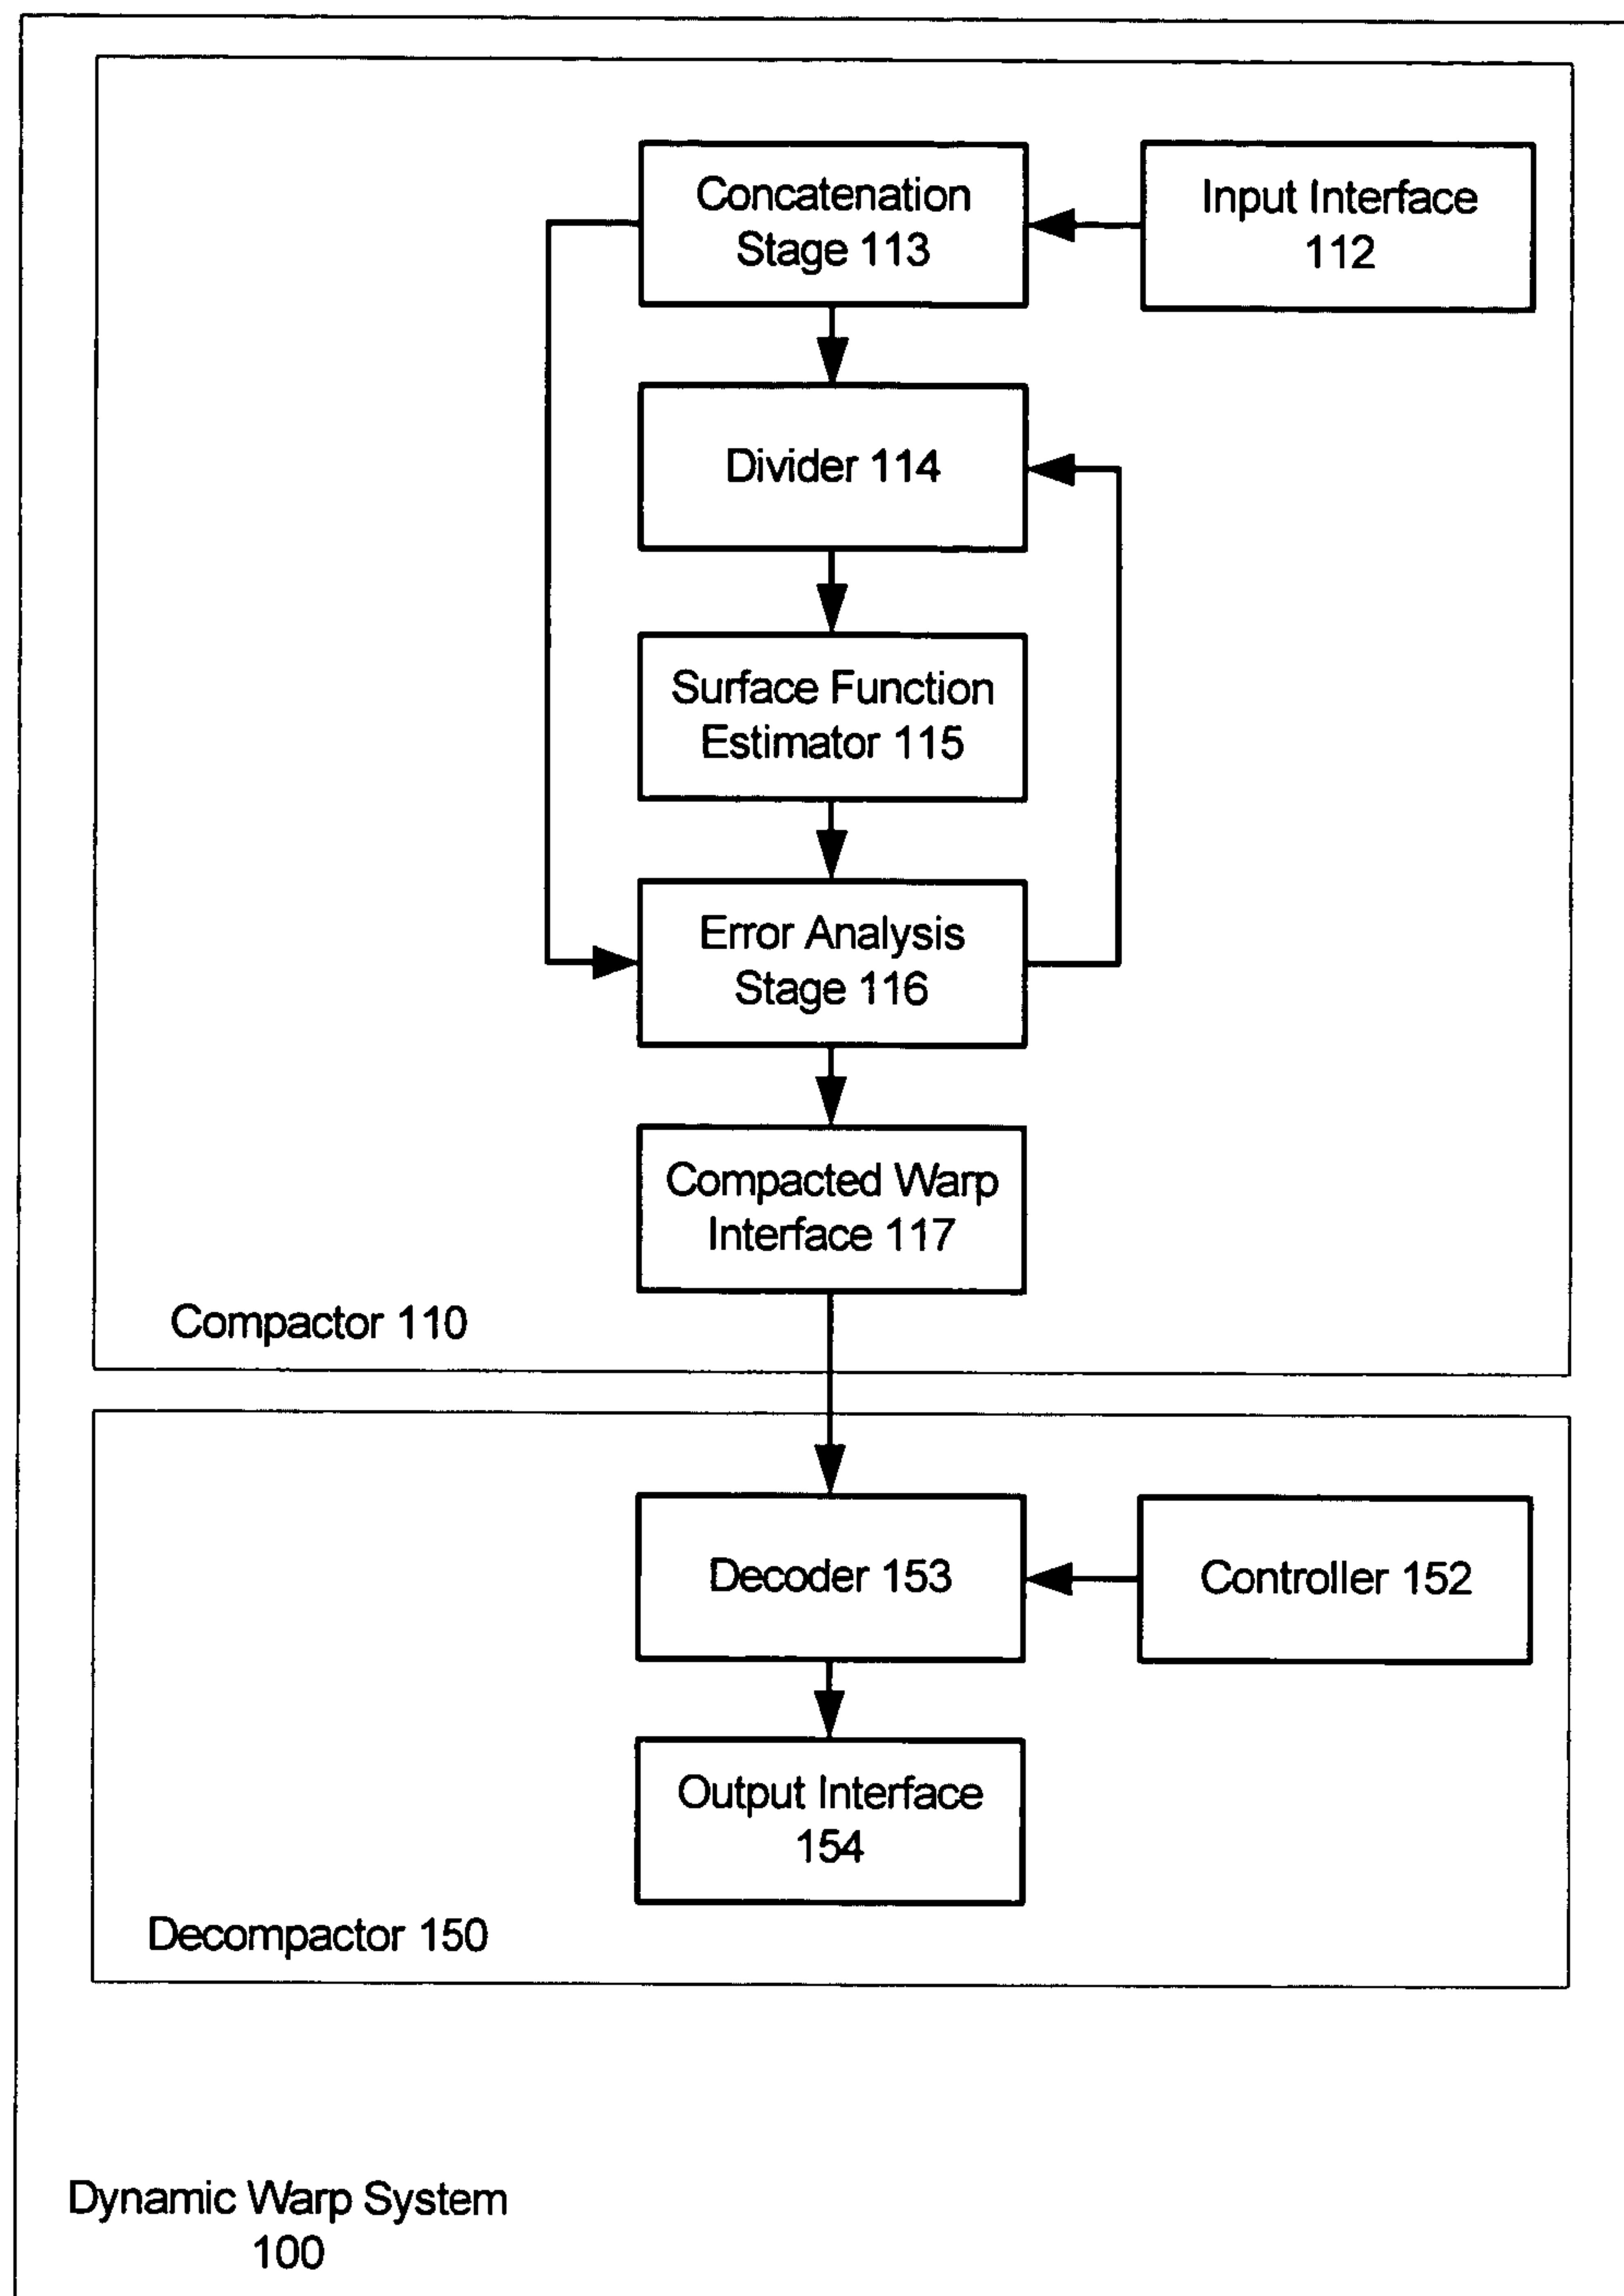 Concatenation
Stage 113
Input Interface
112
Divider 114
Surface Function
Estimator 115
Error Analysis
Stage 116
Compacted Warp
Interface 117
Compactor 110
Decoder 153
Controller 152
Output Interface
154
Decompactor 150
Dynamic Warp System
100